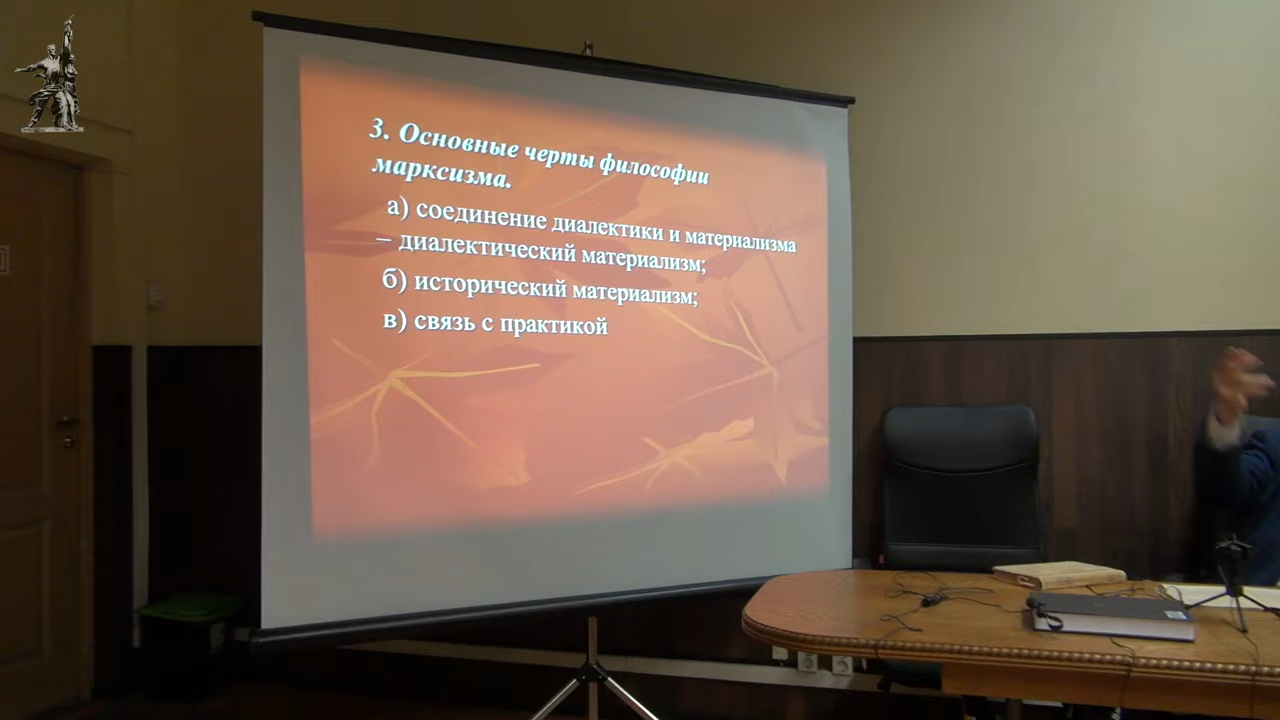 3. Основные черты философии
марксизма.
а) соединение диалектики и материализма
– диалектический материализм;
б) исторический материализм;
в) связь с практикой